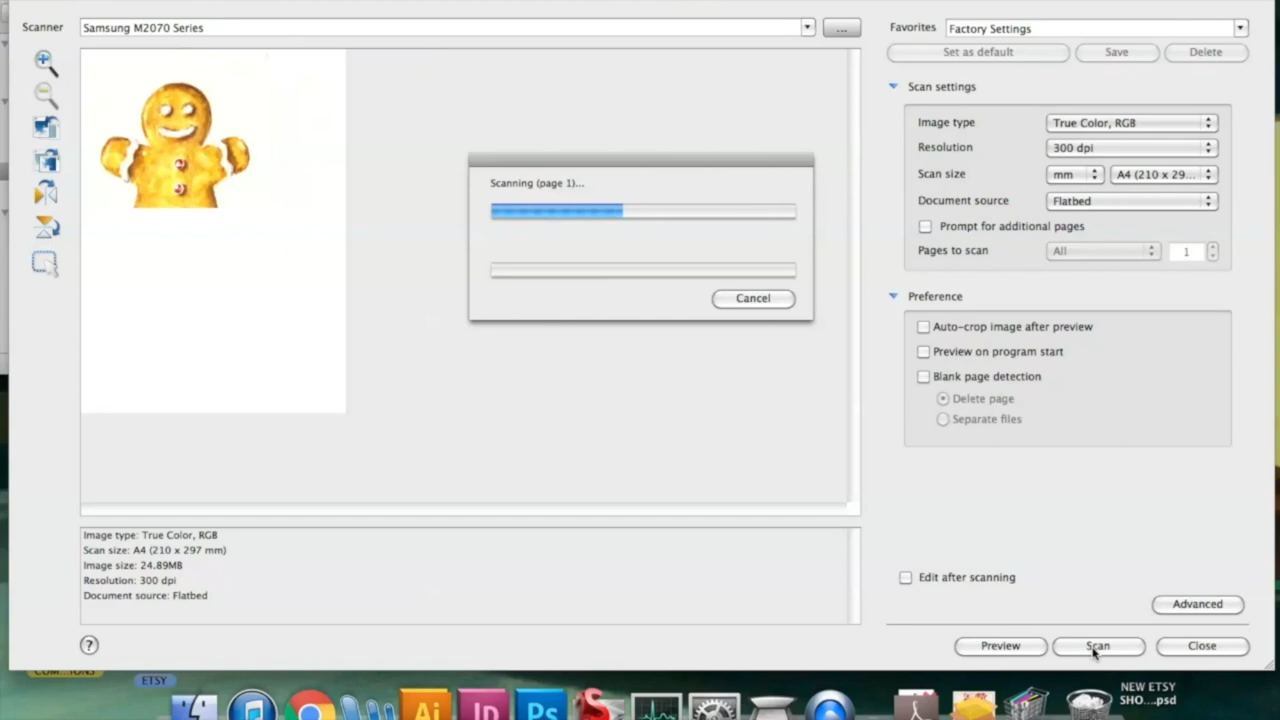 Scanner
Samsung M2070 Series
...
Favorites
Factory Settings
Set as default
Save
Delete
Scan settings
Image type
True Color, RGB
Resolution
300 dpi
Scan size
mm
A4 (210 x 29...
Document source
Flatbed
Prompt for additional pages
Pages to scan
All
1
Scanning (page 1)...
Cancel
Preference
Auto-crop image after preview
Preview on program start
Blank page detection
Delete page
Separate files
Image type: True Color, RGB
Scan size: A4 (210 x 297 mm)
Image size: 24.89MB
Resolution: 300 dpi
Document source: Flatbed
Edit after scanning
Advanced
?
Preview
Scan
Close
ETSY
NEW ETSY
SHO....psd
Ai
Id
Ps